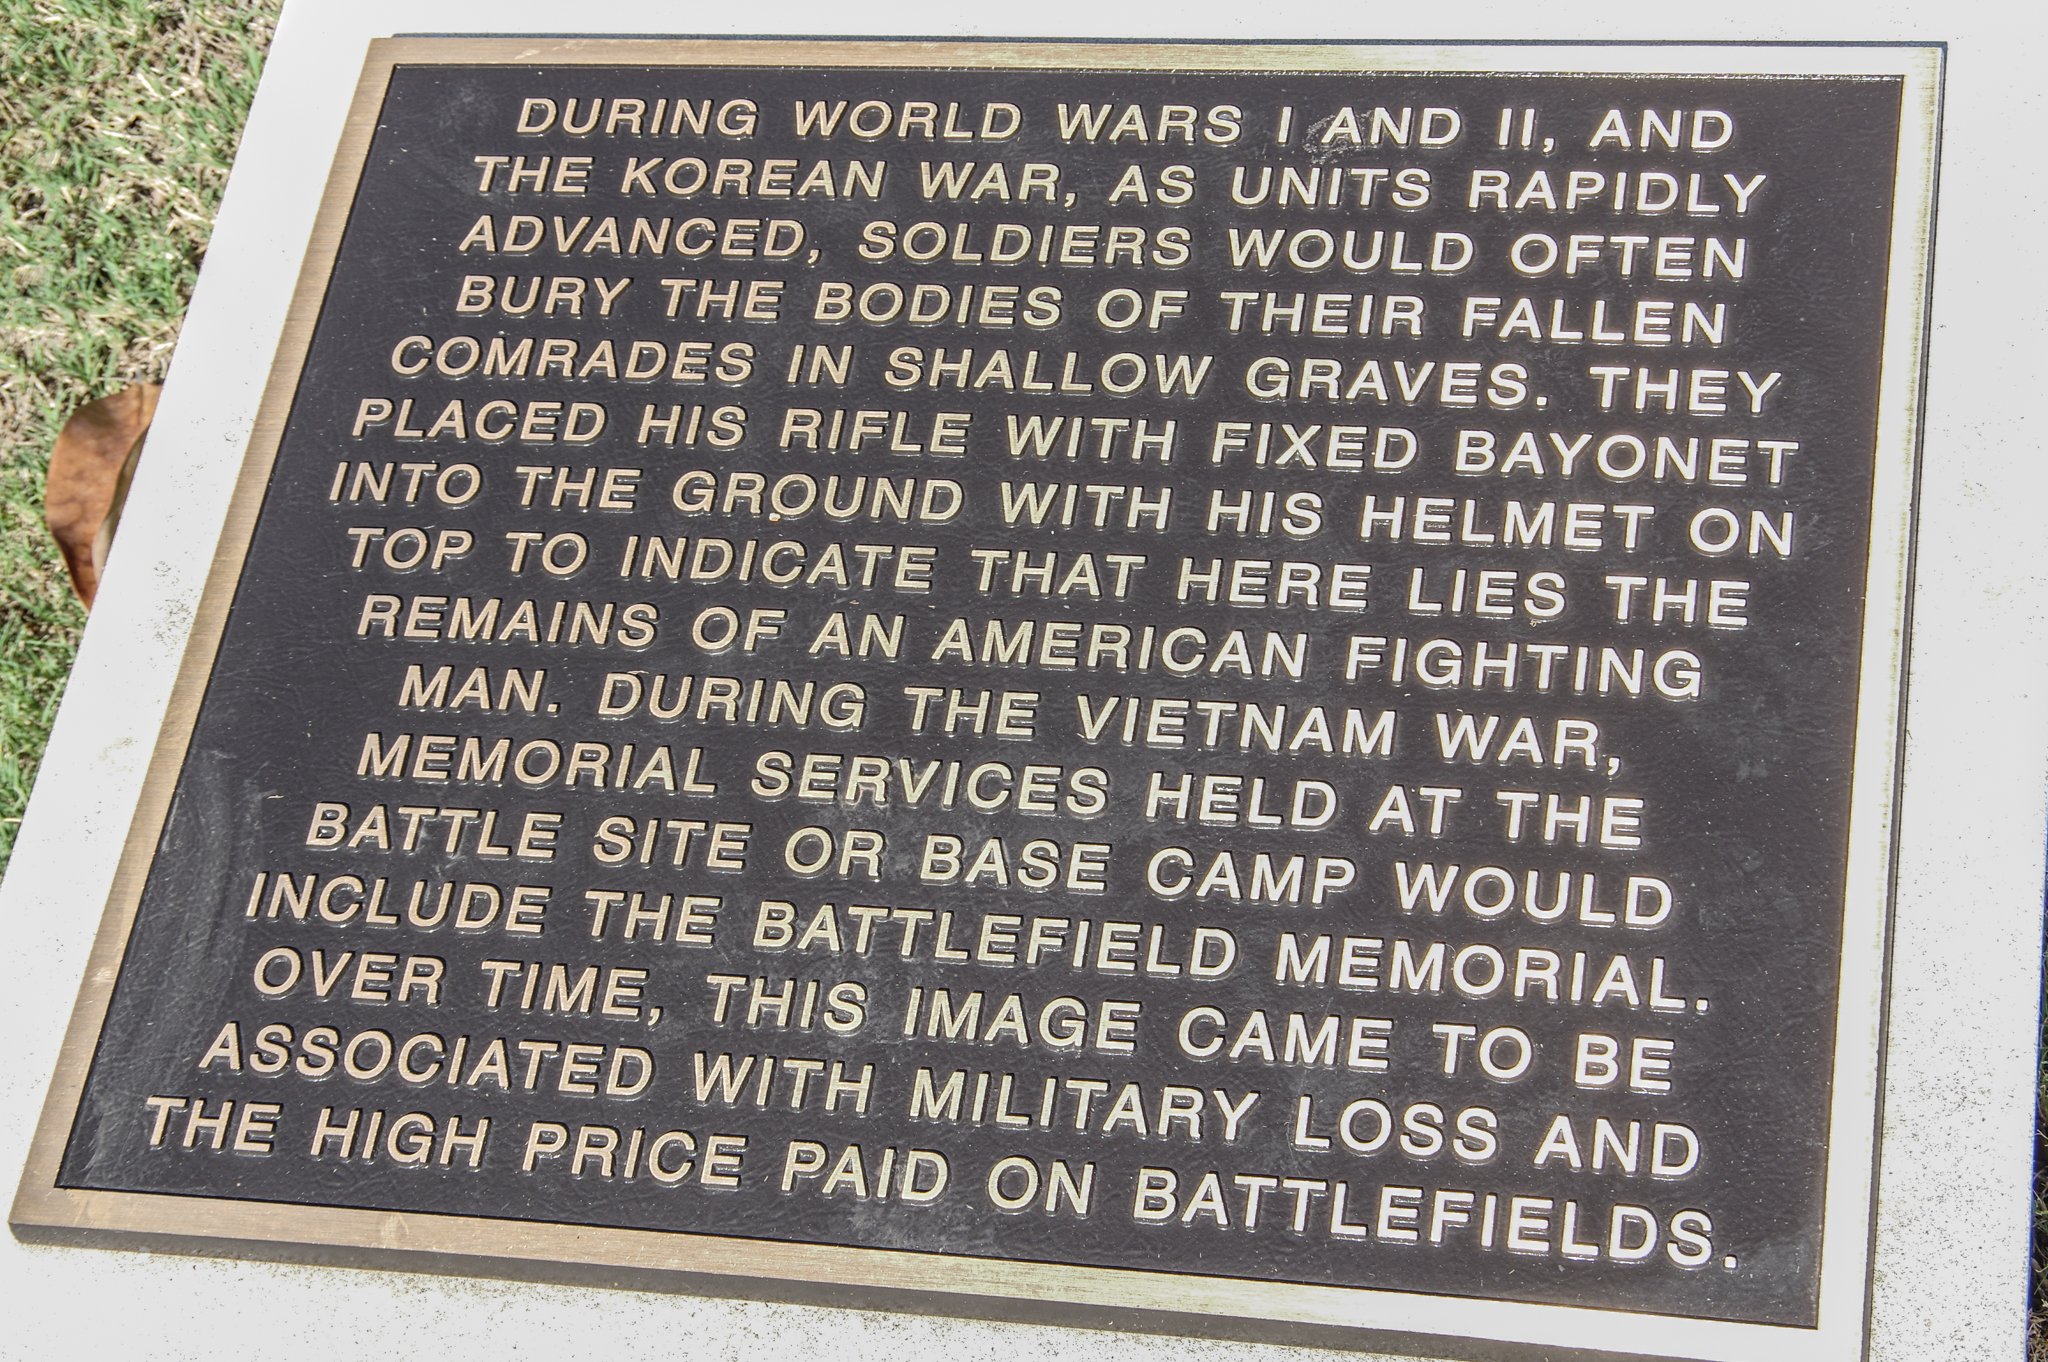 DURING WORLD WARS I AND II, AND
THE KOREAN WAR, AS UNITS RAPIDLY
ADVANCED, SOLDIERS WOULD OFTEN
BURY THE BODIES OF THEIR FALLEN
COMRADES IN SHALLOW GRAVES. THEY
PLACED HIS RIFLE WITH FIXED BAYONET
INTO THE GROUND WITH HIS HELMET ON
TOP TO INDICATE THAT HERE LIES THE
REMAINS OF AN AMERICAN FIGHTING
MAN. DURING THE VIETNAM WAR,
MEMORIAL SERVICES HELD AT THE
BATTLE SITE OR BASE CAMP WOULD
INCLUDE THE BATTLEFIELD MEMORIAL.
OVER TIME, THIS IMAGE CAME TO BE
ASSOCIATED WITH MILITARY LOSS AND
THE HIGH PRICE PAID ON BATTLEFIELDS.